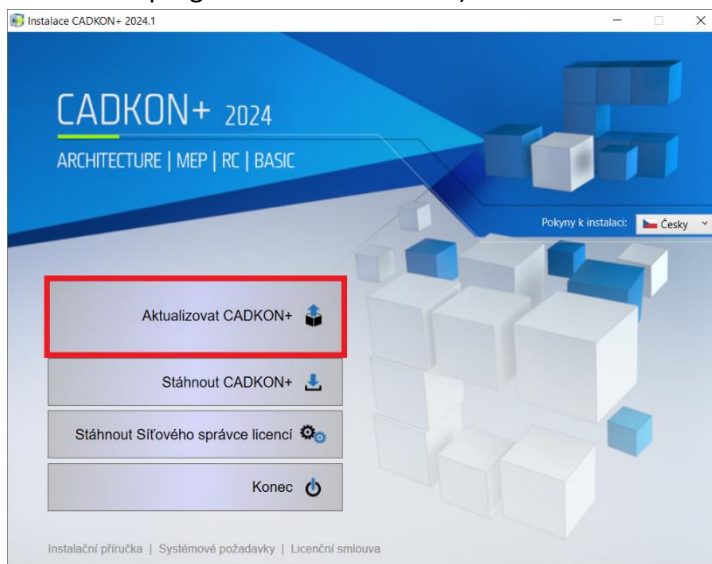 Instalace CADKON+ 2024.1
CADKON+ 2024
ARCHITECTURE | MEP | RC | BASIC
Pokyny k instalaci: Česky
Aktualizovat CADKON+
Stáhnout CADKON+
Stáhnout Síťového správce licencí
Konec
Instalační příručka | Systémové požadavky | Licenční smlouva